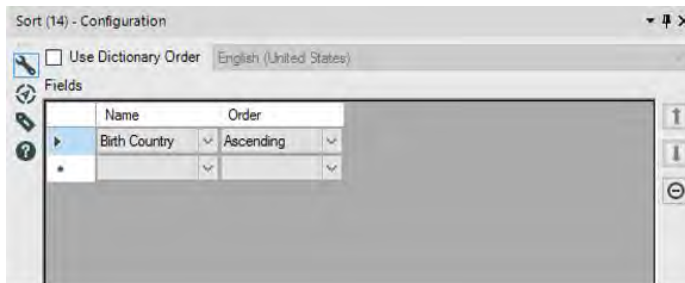 Sort (14) - Configuration
Use Dictionary Order English (United States)
Fields
Name Order
Birth Country Ascending